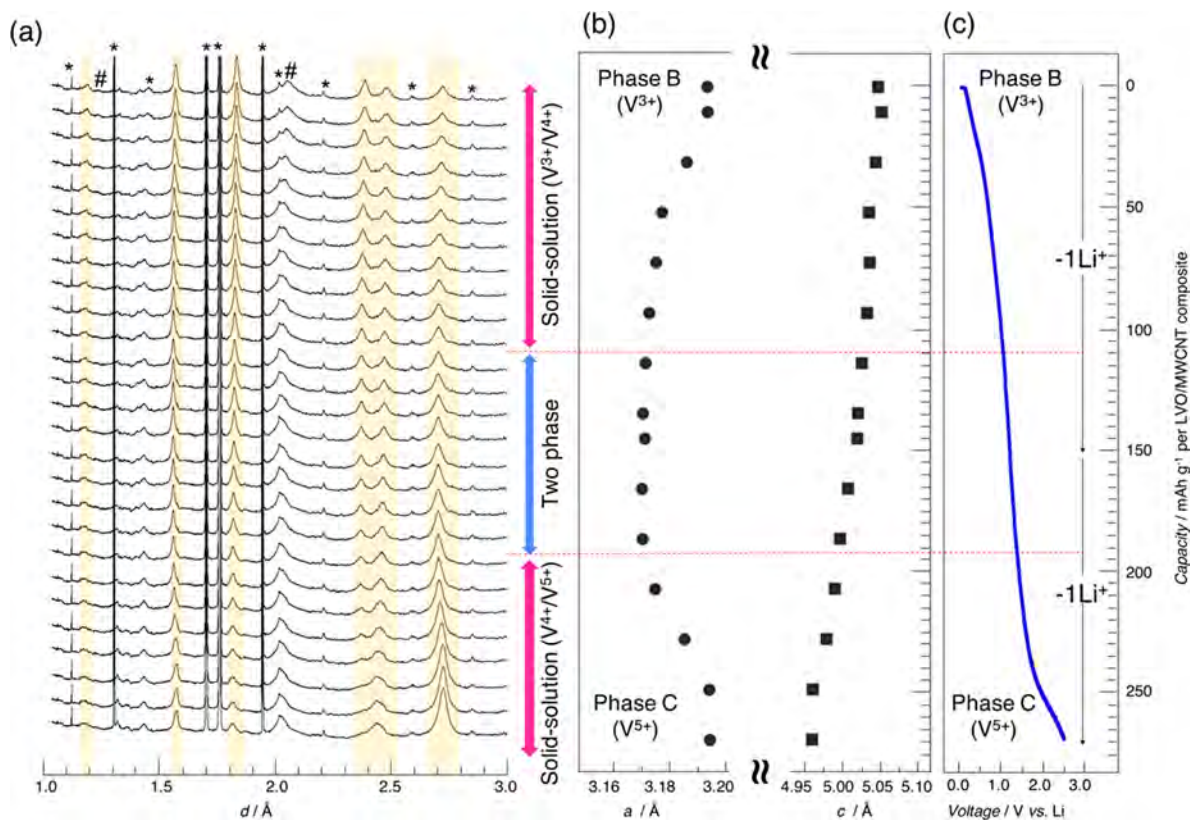 (a)
* # * * * * * * # * * *
Solid-solution (V3+/V4+)
Two phase
Solid-solution (V4+/V5+)
1.0 1.5 2.0 2.5 3.0
d / Å
(b)
Phase B
(V3+)
Phase C
(V5+)
3.16 3.18 3.20
a / Å
4.95 5.00 5.05 5.10
c / Å
(c)
Phase B
(V3+)
-1Li+
-1Li+
Phase C
(V5+)
0.0 1.0 2.0 3.0
Voltage / V vs. Li
0
50
100
150
200
250
Capacity / mAh g-1 per LVO/MWCNT composite